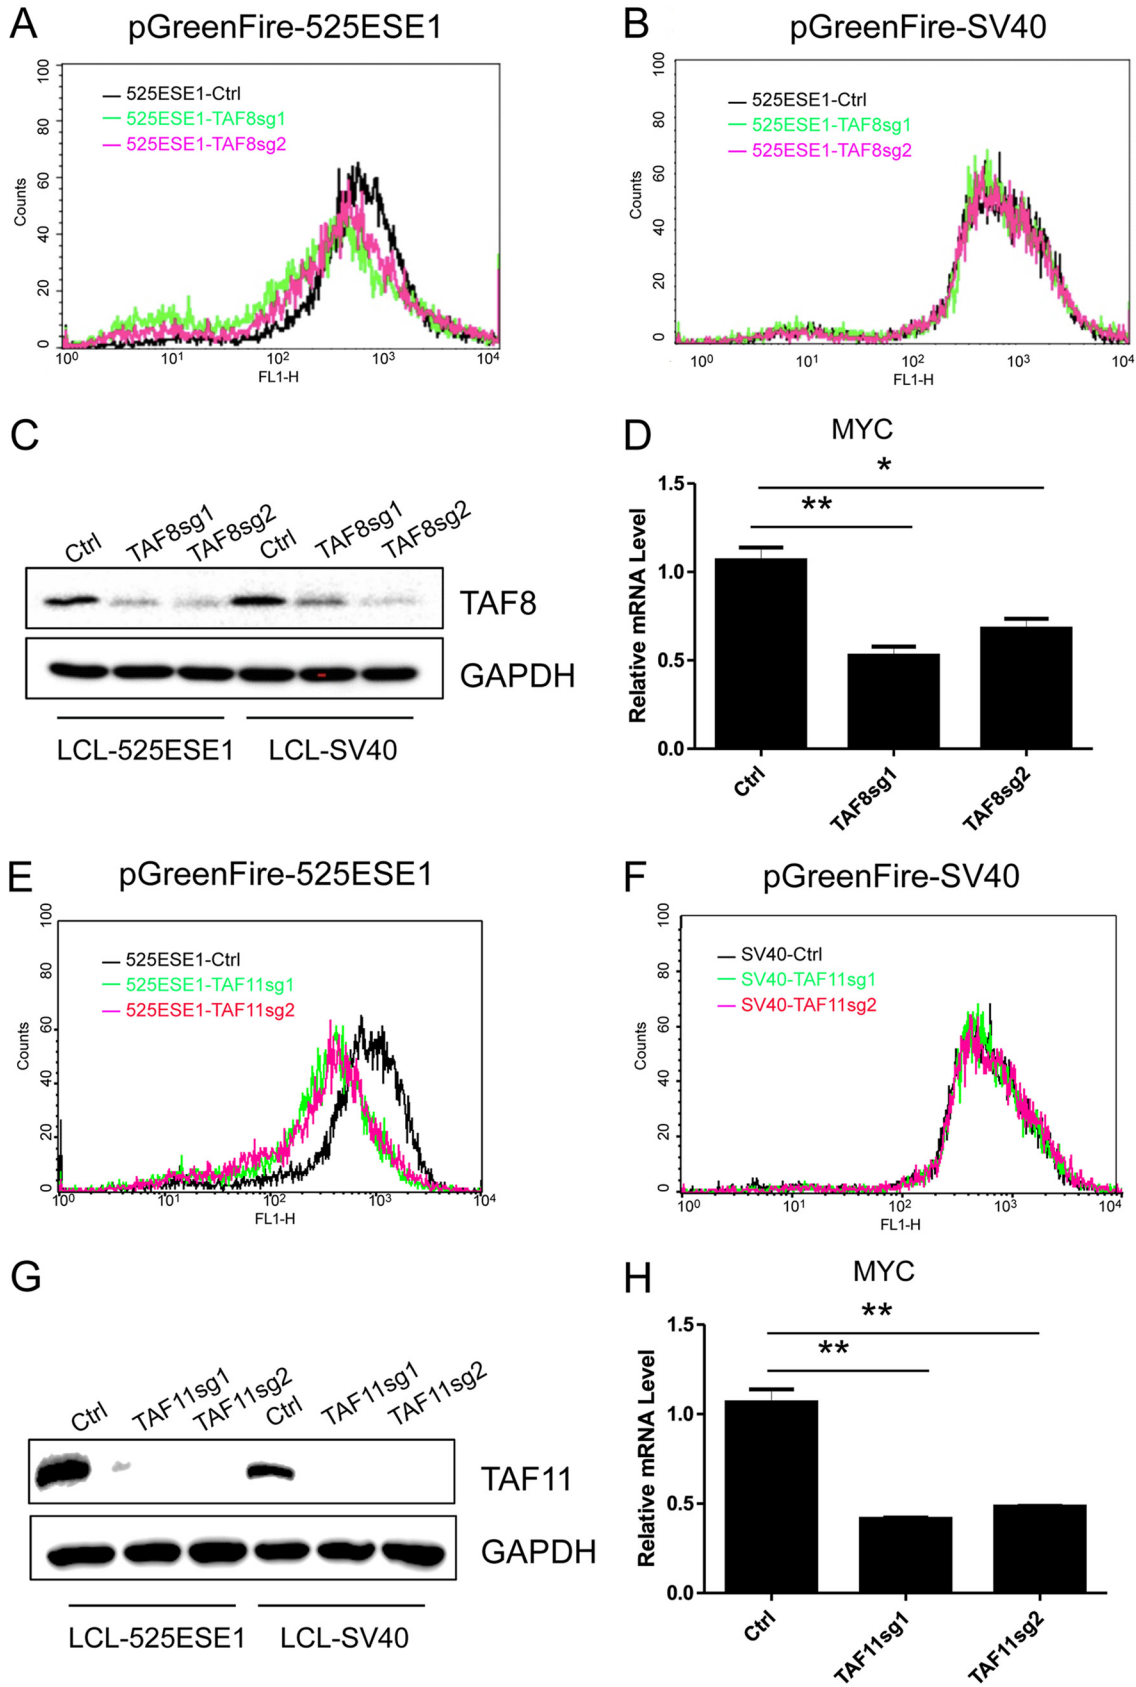 A
pGreenFire-525ESE1
100
80
60
40
20
0
Counts
525ESE1-Ctrl
525ESE1-TAF8sg1
525ESE1-TAF8sg2
10⁰ 10¹ 10² 10³ 10⁴
FL1-H
B
pGreenFire-SV40
100
80
60
40
20
0
Counts
525ESE1-Ctrl
525ESE1-TAF8sg1
525ESE1-TAF8sg2
10⁰ 10¹ 10² 10³ 10⁴
FL1-H
C
Ctrl TAF8sg1 TAF8sg2 Ctrl TAF8sg1 TAF8sg2
TAF8
GAPDH
LCL-525ESE1 LCL-SV40
D
MYC
*
**
1.5
1.0
0.5
0.0
Relative mRNA Level
Ctrl TAF8sg1 TAF8sg2
E
pGreenFire-525ESE1
100
80
60
40
20
0
Counts
525ESE1-Ctrl
525ESE1-TAF11sg1
525ESE1-TAF11sg2
10⁰ 10¹ 10² 10³ 10⁴
FL1-H
F
pGreenFire-SV40
100
80
60
40
20
0
Counts
SV40-Ctrl
SV40-TAF11sg1
SV40-TAF11sg2
10⁰ 10¹ 10² 10³ 10⁴
FL1-H
G
Ctrl TAF11sg1 TAF11sg2 Ctrl TAF11sg1 TAF11sg2
TAF11
GAPDH
LCL-525ESE1 LCL-SV40
H
MYC
**
**
1.5
1.0
0.5
0.0
Relative mRNA Level
Ctrl TAF11sg1 TAF11sg2